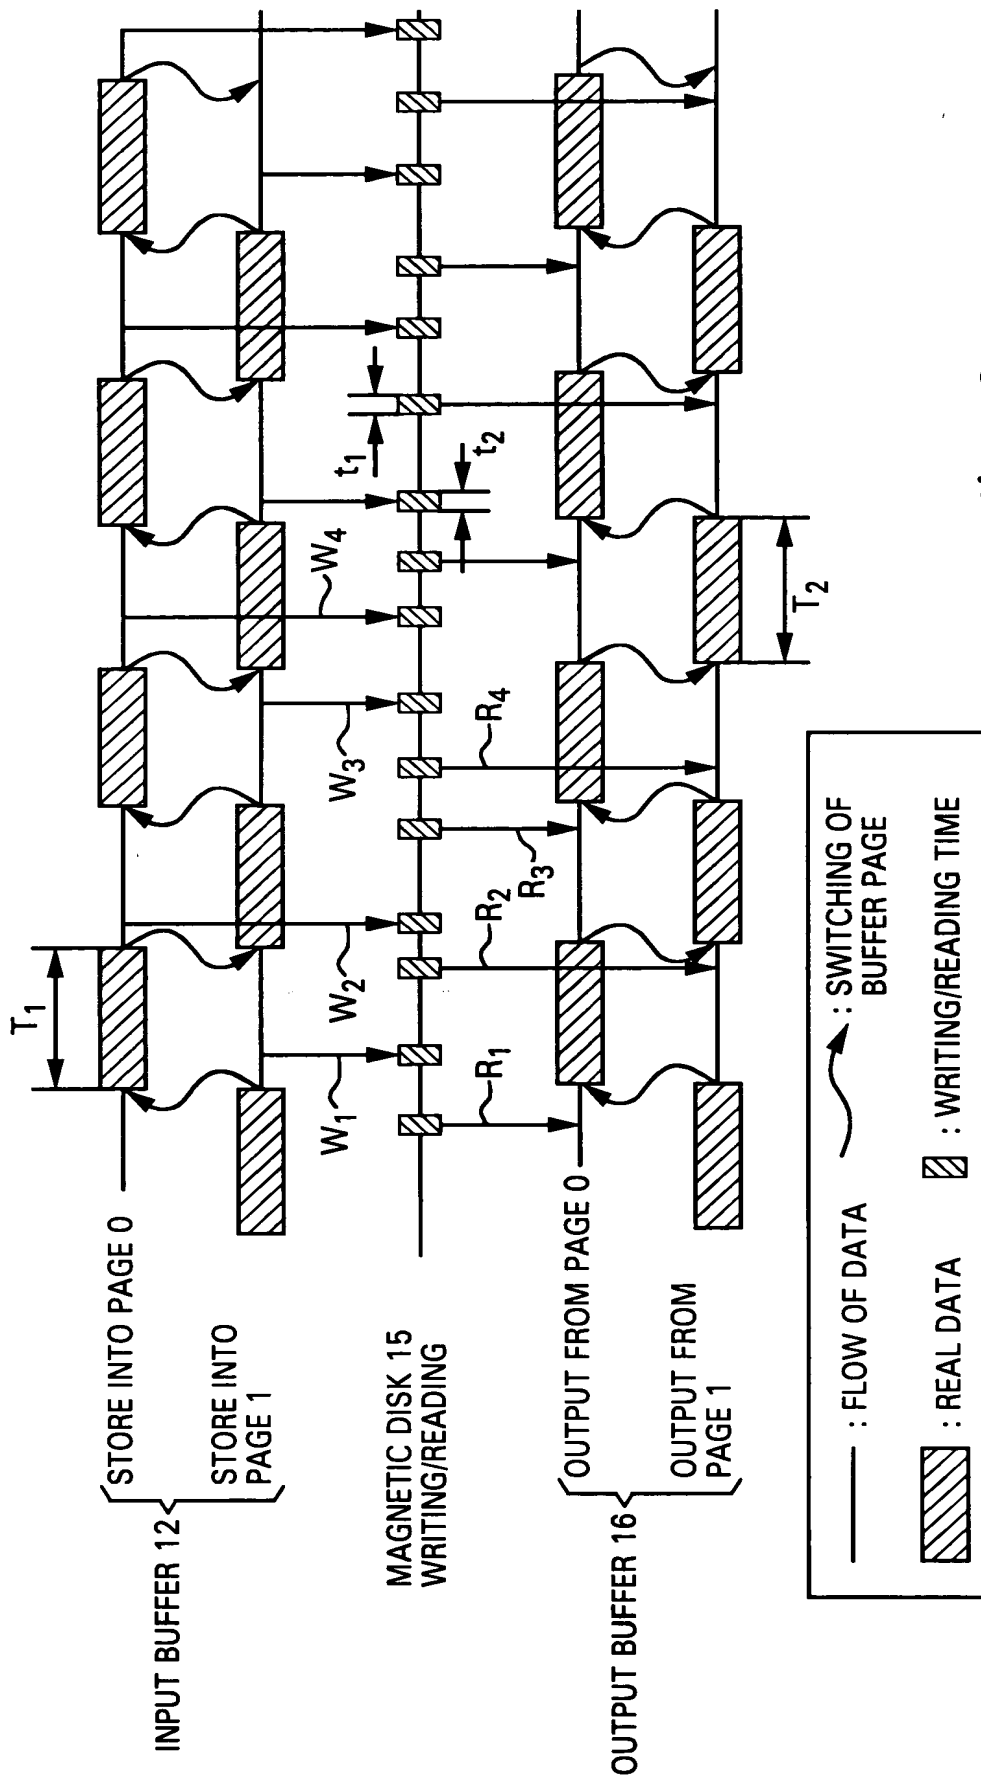 INPUT BUFFER 12
STORE INTO PAGE 0
STORE INTO
PAGE 1
T1
W1
W2
W3
W4
MAGNETIC DISK 15
WRITING/READING
t1
t2
R1
R2
R3
R4
OUTPUT BUFFER 16
OUTPUT FROM PAGE 0
OUTPUT FROM
PAGE 1
T2
: FLOW OF DATA
: SWITCHING OF
BUFFER PAGE
: REAL DATA
: WRITING/READING TIME